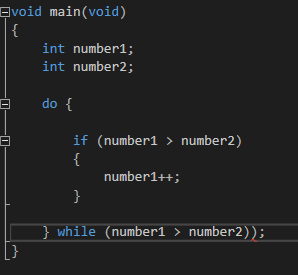 void main(void)
{
int number1;
int number2;
do {
if (number1 > number2)
{
number1++;
}
} while (number1 > number2));
}